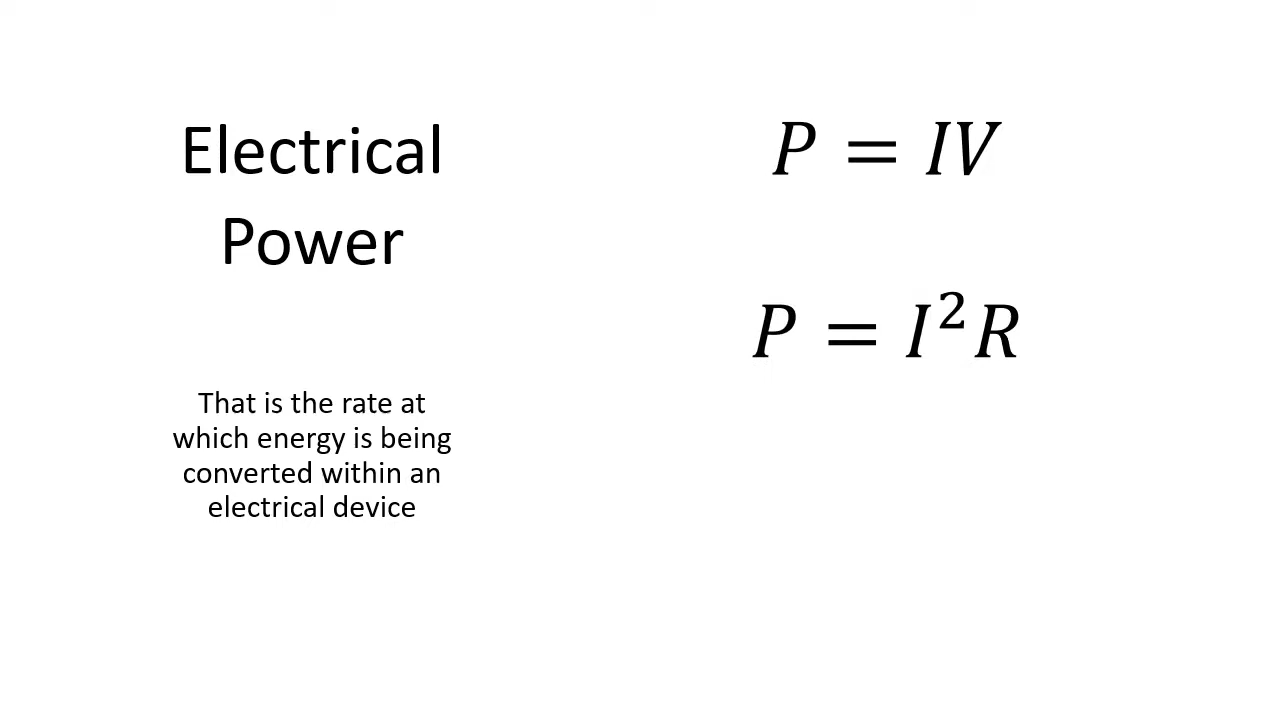 Electrical
Power
P = IV
P = I²R
That is the rate at
which energy is being
converted within an
electrical device